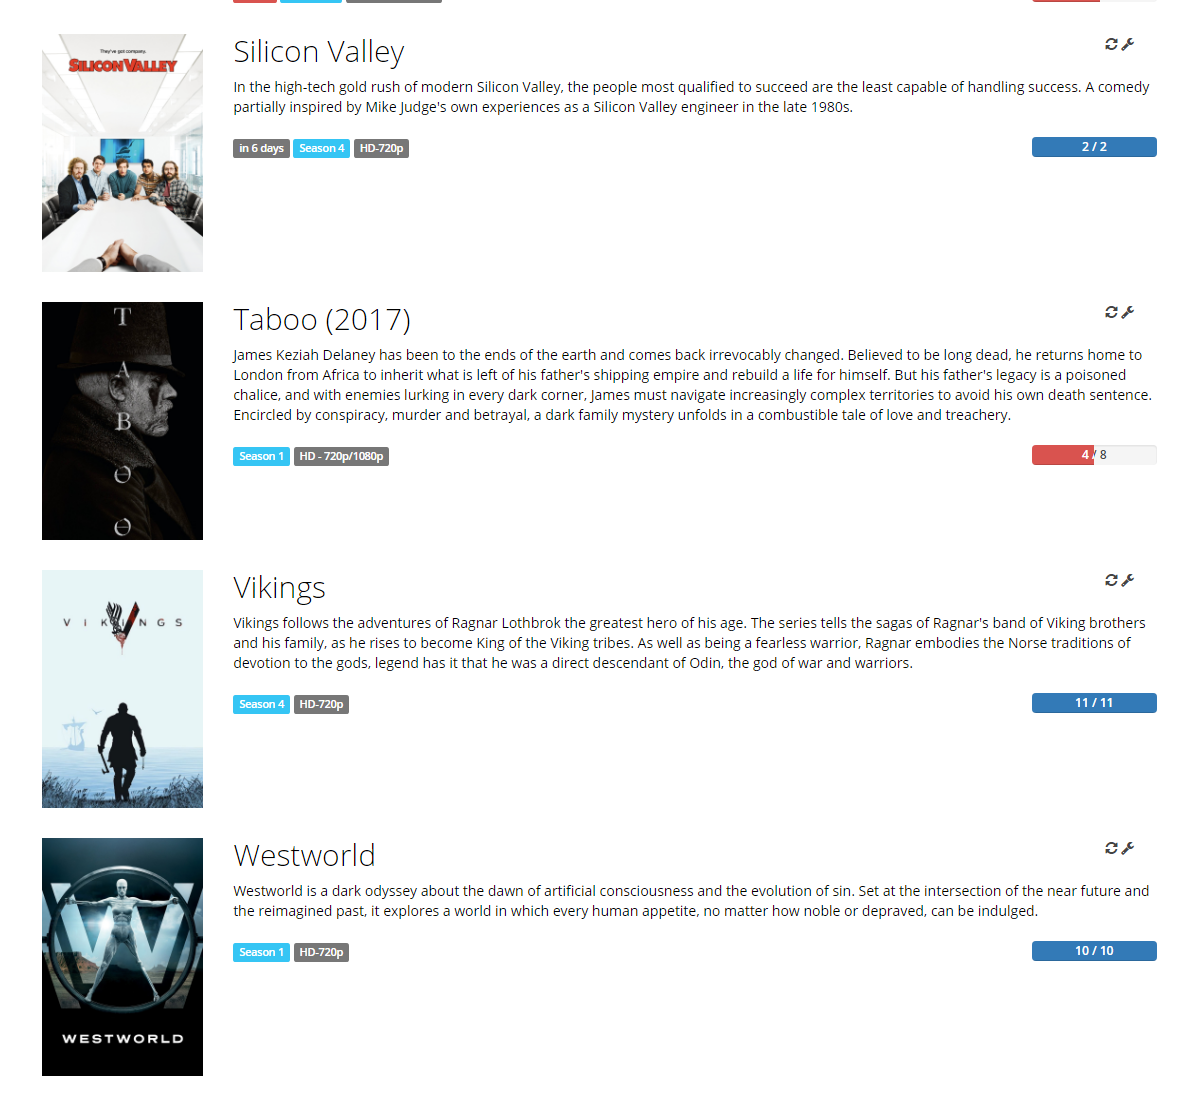 They've got company.
SILICON VALLEY
Silicon Valley
In the high-tech gold rush of modern Silicon Valley, the people most qualified to succeed are the least capable of handling success. A comedy
partially inspired by Mike Judge's own experiences as a Silicon Valley engineer in the late 1980s.
in 6 days Season 4 HD-720p 2 / 2
T
A
B
O
O
Taboo (2017)
James Keziah Delaney has been to the ends of the earth and comes back irrevocably changed. Believed to be long dead, he returns home to
London from Africa to inherit what is left of his father's shipping empire and rebuild a life for himself. But his father's legacy is a poisoned
chalice, and with enemies lurking in every dark corner, James must navigate increasingly complex territories to avoid his own death sentence.
Encircled by conspiracy, murder and betrayal, a dark family mystery unfolds in a combustible tale of love and treachery.
Season 1 HD - 720p/1080p 4 / 8
VIKINGS
Vikings
Vikings follows the adventures of Ragnar Lothbrok the greatest hero of his age. The series tells the sagas of Ragnar's band of Viking brothers
and his family, as he rises to become King of the Viking tribes. As well as being a fearless warrior, Ragnar embodies the Norse traditions of
devotion to the gods, legend has it that he was a direct descendant of Odin, the god of war and warriors.
Season 4 HD-720p 11 / 11
W
WESTWORLD
Westworld
Westworld is a dark odyssey about the dawn of artificial consciousness and the evolution of sin. Set at the intersection of the near future and
the reimagined past, it explores a world in which every human appetite, no matter how noble or depraved, can be indulged.
Season 1 HD-720p 10 / 10